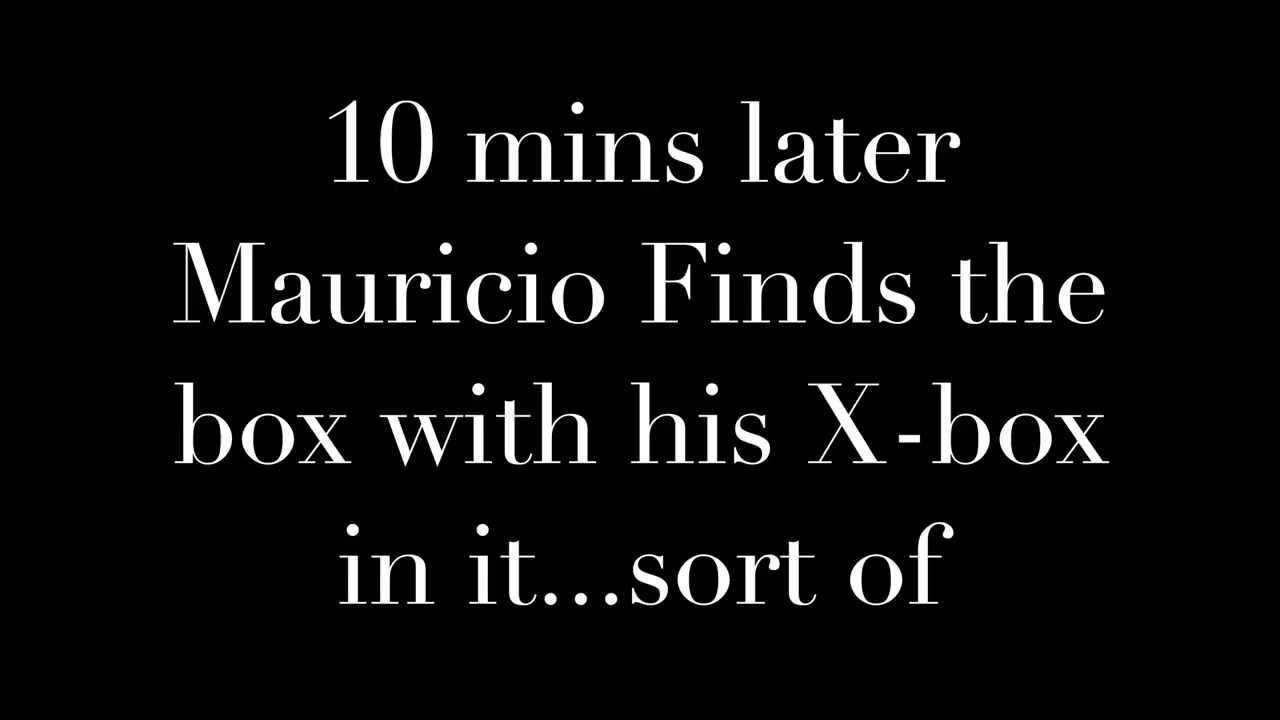 10 mins later
Mauricio Finds the
box with his X-box
in it...sort of